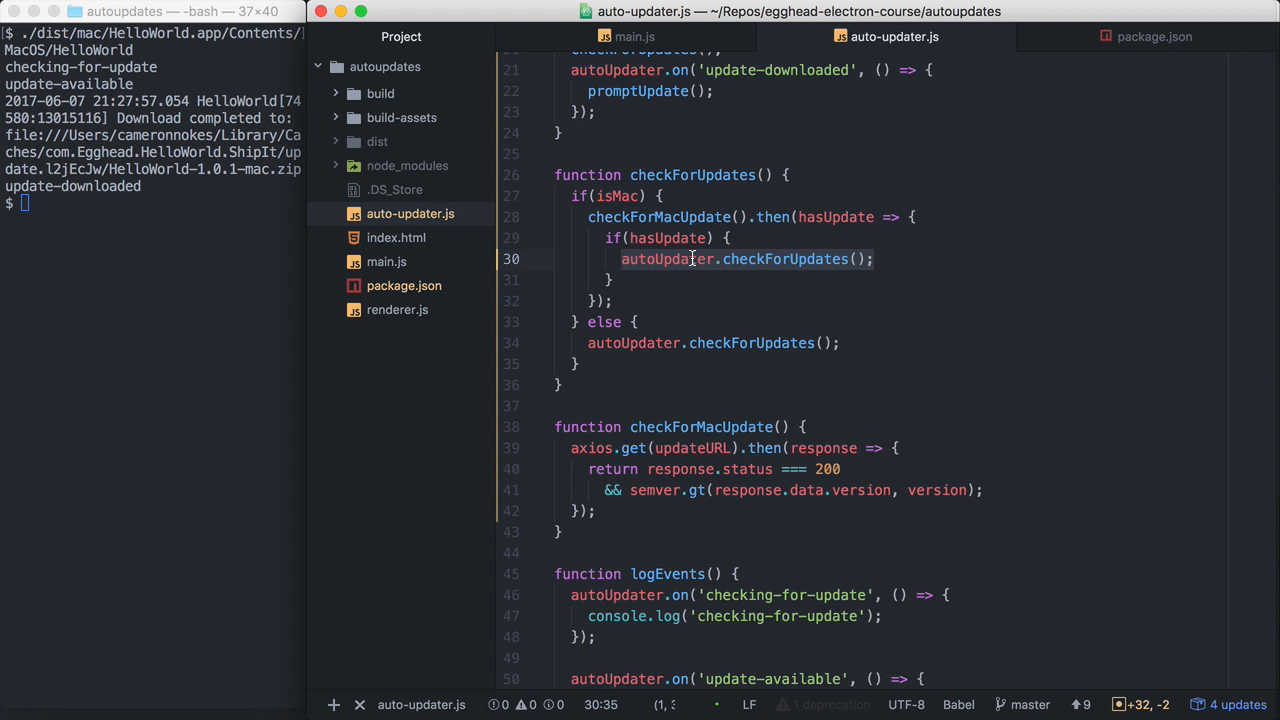 autoupdates — -bash — 37×40
[$ ./dist/mac/HelloWorld.app/Contents/]
MacOS/HelloWorld
checking-for-update
update-available
2017-06-07 21:27:57.054 HelloWorld[74
580:13015116] Download completed to:
file:///Users/cameronnokes/Library/Ca
ches/com.Egghead.HelloWorld.ShipIt/up
date.l2jEcJw/HelloWorld-1.0.1-mac.zip
update-downloaded
$
auto-updater.js — ~/Repos/egghead-electron-course/autoupdates
Project
autoupdates
build
build-assets
dist
node_modules
.DS_Store
auto-updater.js
index.html
main.js
package.json
renderer.js
main.js
auto-updater.js
package.json
20 checkForUpdates();
21 autoUpdater.on('update-downloaded', () => {
22 promptUpdate();
23 });
24 }
25
26 function checkForUpdates() {
27 if(isMac) {
28 checkForMacUpdate().then(hasUpdate => {
29 if(hasUpdate) {
30 autoUpdater.checkForUpdates();
31 }
32 });
33 } else {
34 autoUpdater.checkForUpdates();
35 }
36 }
37
38 function checkForMacUpdate() {
39 axios.get(updateURL).then(response => {
40 return response.status === 200
41 && semver.gt(response.data.version, version);
42 });
43 }
44
45 function logEvents() {
46 autoUpdater.on('checking-for-update', () => {
47 console.log('checking-for-update');
48 });
49
50 autoUpdater.on('update-available', () => {
auto-updater.js 0 0 0 30:35 (1, LF 1 deprecation UTF-8 Babel master 9 +32, -2 4 updates